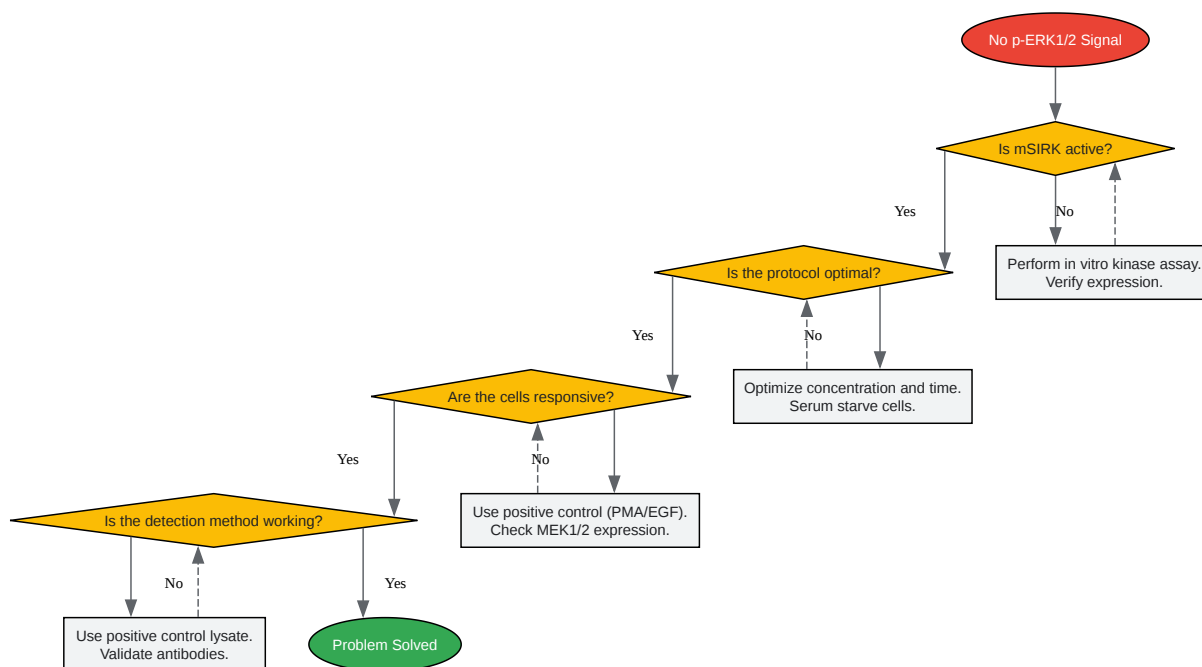 No p-ERK1/2 Signal
Is mSIRK active?
Yes
No
Is the protocol optimal?
Perform in vitro kinase assay.
Verify expression.
Yes
No
Are the cells responsive?
Optimize concentration and time.
Serum starve cells.
Yes
No
Is the detection method working?
Use positive control (PMA/EGF).
Check MEK1/2 expression.
No
Yes
Use positive control lysate.
Validate antibodies.
Problem Solved